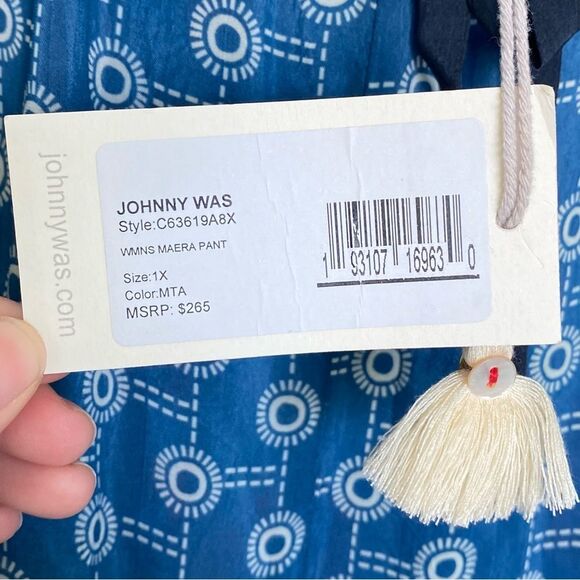 johnnywas.com
JOHNNY WAS
Style:C63619A8X
WMNS MAERA PANT
Size:1X
Color:MTA
MSRP: $265
1 93107 16963 0